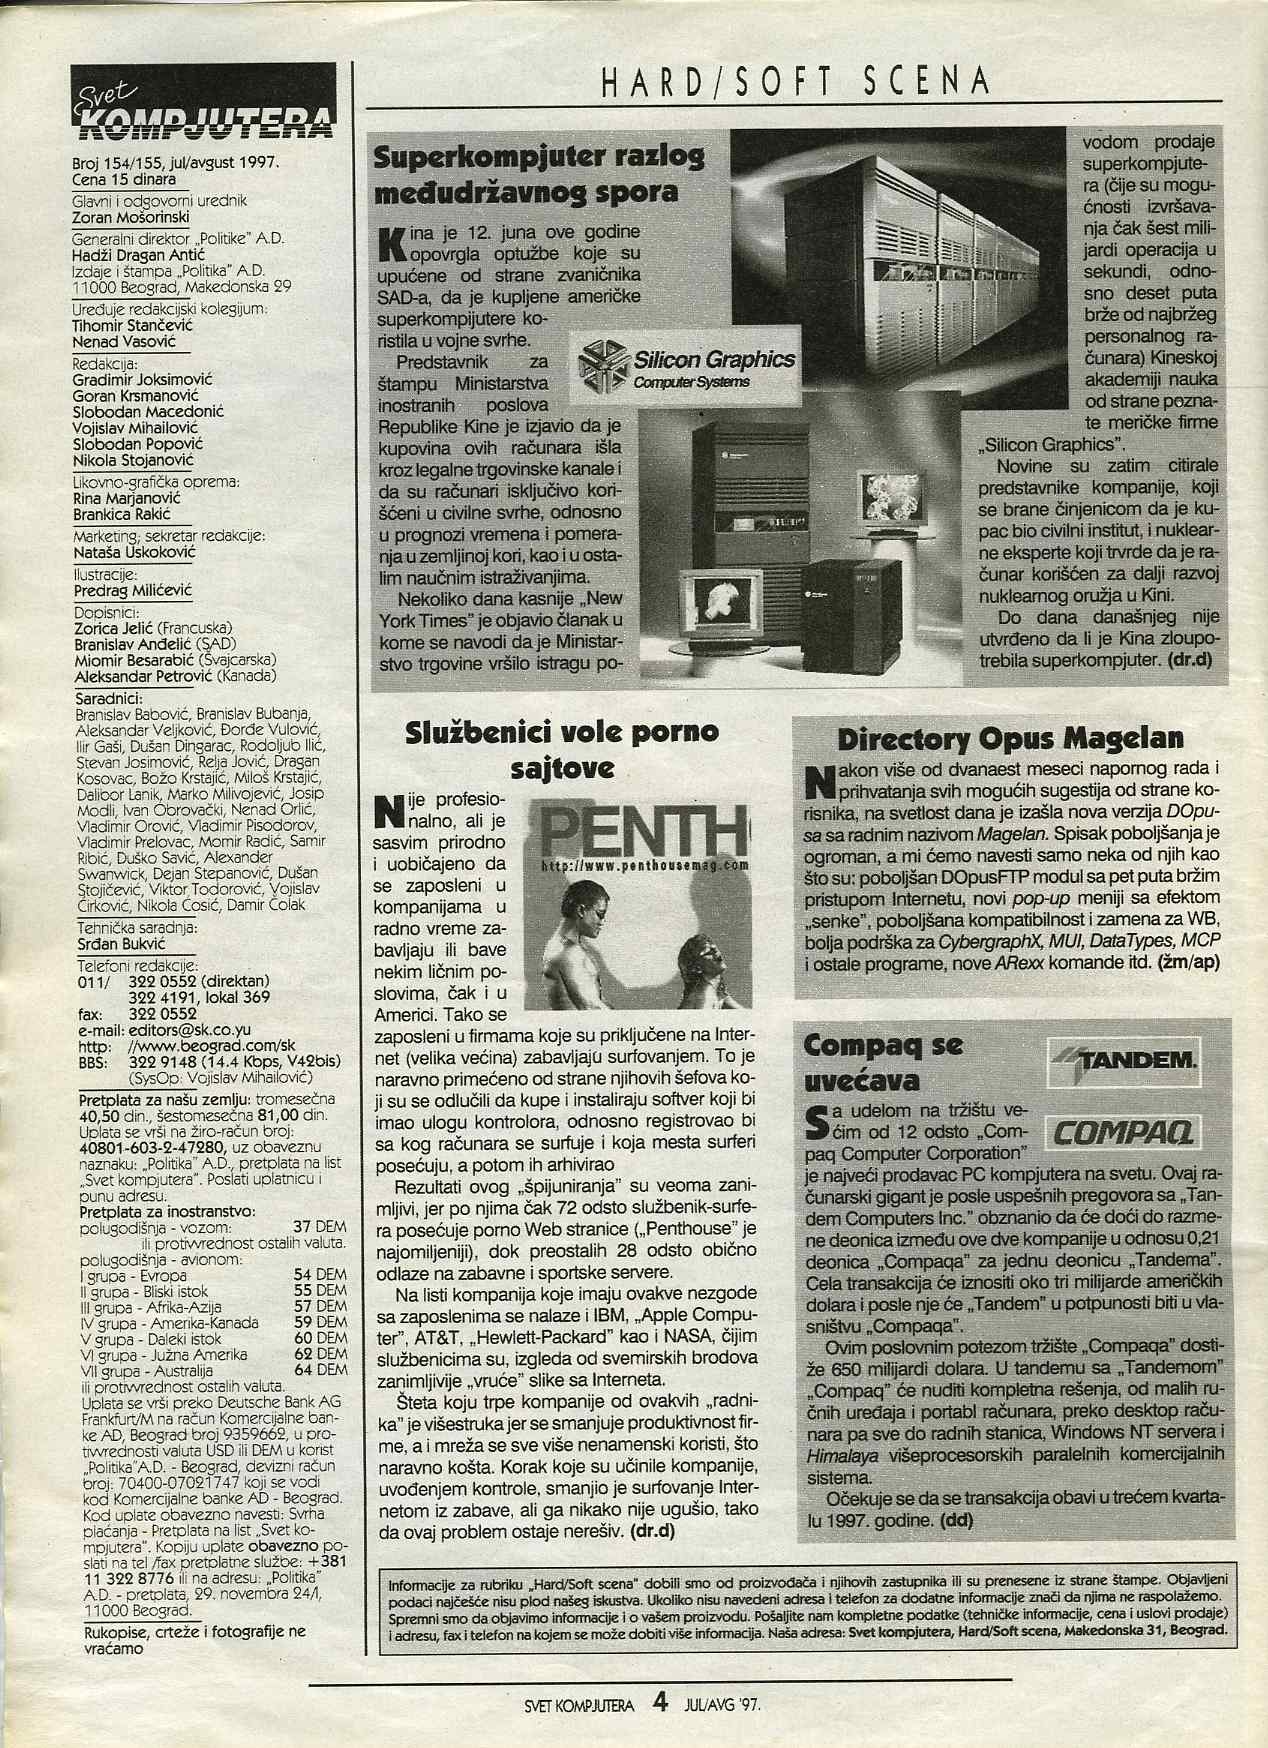 Svet
KOMPJUTERA
Broj 154/155, jul/avgust 1997.
Cena 15 dinara
Glavni i odgovorni urednik
Zoran Mošorinski
Generalni direktor „Politike” A.D.
Hadži Dragan Antić
Izdaje i štampa „Politika” A.D.
11000 Beograd, Makedonska 29
Uređuje redakcijski kolegijum:
Tihomir Stančević
Nenad Vasović
Redakcija:
Gradimir Joksimović
Goran Krsmanović
Slobodan Macedonić
Vojislav Mihailović
Slobodan Popović
Nikola Stojanović
Likovno-grafička oprema:
Rina Marjanović
Brankica Rakić
Marketing, sekretar redakcije:
Nataša Uskoković
Ilustracije:
Predrag Milićević
Dopisnici:
Zorica Jelić (Francuska)
Branislav Anđelić (SAD)
Miomir Besarabić (Švajcarska)
Aleksandar Petrović (Kanada)
Saradnici:
Branislav Babović, Branislav Bubanja,
Aleksandar Veljković, Đorđe Vulović,
Ilir Gaši, Dušan Dingarac, Rodoljub Ilić,
Stevan Josimović, Relja Jović, Dragan
Kosovac, Božo Krstajić, Miloš Krstajić,
Dalibor Lanik, Marko Milivojević, Josip
Modli, Ivan Obrovački, Nenad Orlić,
Vladimir Orović, Vladimir Pisodorov,
Vladimir Prelovac, Momir Radić, Samir
Ribić, Duško Savić, Alexander
Swanwick, Dejan Stepanović, Dušan
Stojičević, Viktor Todorović, Vojislav
Ćirković, Nikola Ćosić, Damir Čolak
Tehnička saradnja:
Srđan Bukvić
Telefoni redakcije:
011/ 322 0552 (direktan)
322 4191, lokal 369
fax: 322 0552
e-mail: editors@sk.co.yu
http: //www.beograd.com/sk
BBS: 322 9148 (14.4 Kbps, V42bis)
(SysOp: Vojislav Mihailović)
Pretplata za našu zemlju: tromesečna
40,50 din., šestomesečna 81,00 din.
Uplata se vrši na žiro-račun broj:
40801-603-2-47280, uz obaveznu
naznaku: „Politika” A.D., pretplata na list
„Svet kompjutera”. Poslati uplatnicu i
punu adresu.
Pretplata za inostranstvo:
polugodišnja - vozom: 37 DEM
ili protivvrednost ostalih valuta.
polugodišnja - avionom:
I grupa - Evropa 54 DEM
II grupa - Bliski istok 55 DEM
III grupa - Afrika-Azija 57 DEM
IV grupa - Amerika-Kanada 59 DEM
V grupa - Daleki istok 60 DEM
VI grupa - Južna Amerika 62 DEM
VII grupa - Australija 64 DEM
ili protivvrednost ostalih valuta.
Uplata se vrši preko Deutsche Bank AG
Frankfurt/M na račun Komercijalne ban-
ke AD, Beograd broj 9359662, u pro-
tivvrednosti valuta USD ili DEM u korist
„Politika”A.D. - Beograd, devizni račun
broj: 70400-07021747 koji se vodi
kod Komercijalne banke AD - Beograd.
Kod uplate obavezno navesti: Svrha
plaćanja - Pretplata na list „Svet ko-
mpjutera”. Kopiju uplate obavezno po-
slati na tel /fax pretplatne službe: +381
11 322 8776 ili na adresu: „Politika”
A.D. - pretplata, 29. novembra 24/I,
11000 Beograd.
Rukopise, crteže i fotografije ne
vraćamo
HARD/SOFT SCENA
Superkompjuter razlog
međudržavnog spora
Kina je 12. juna ove godine
opovrgla optužbe koje su
upućene od strane zvaničnika
SAD-a, da je kupljene američke
superkompijutere ko-
ristila u vojne svrhe.
Predstavnik za
štampu Ministarstva
inostranih poslova
Republike Kine je izjavio da je
kupovina ovih računara išla
kroz legalne trgovinske kanale i
da su računari isključivo kori-
šćeni u civilne svrhe, odnosno
u prognozi vremena i pomera-
nja u zemljinoj kori, kao i u osta-
lim naučnim istraživanjima.
Nekoliko dana kasnije „New
York Times” je objavio članak u
kome se navodi da je Ministar-
stvo trgovine vršilo istragu po-
Silicon Graphics
Computer Systems
vodom prodaje
superkompjute-
ra (čije su mogu-
ćnosti izvršava-
nja čak šest mili-
jardi operacija u
sekundi, odno-
sno deset puta
brže od najbržeg
personalnog ra-
čunara) Kineskoj
akademiji nauka
od strane pozna-
te meričke firme
„Silicon Graphics”.
Novine su zatim citirale
predstavnike kompanije, koji
se brane činjenicom da je ku-
pac bio civilni institut, i nuklear-
ne eksperte koji tvrde da je ra-
čunar korišćen za dalji razvoj
nuklearnog oružja u Kini.
Do dana današnjeg nije
utvrđeno da li je Kina zloupo-
trebila superkompjuter. (dr.d)
Službenici vole porno
sajtove
Nije profesio-
nalno, ali je
sasvim prirodno
i uobičajeno da
se zaposleni u
kompanijama u
radno vreme za-
bavljaju ili bave
nekim ličnim po-
slovima, čak i u
Americi. Tako se
zaposleni u firmama koje su priključene na Inter-
net (velika većina) zabavljaju surfovanjem. To je
naravno primećeno od strane njihovih šefova ko-
ji su se odlučili da kupe i instaliraju softver koji bi
imao ulogu kontrolora, odnosno registrovao bi
sa kog računara se surfuje i koja mesta surferi
posećuju, a potom ih arhivirao
Rezultati ovog „špijuniranja” su veoma zani-
mljivi, jer po njima čak 72 odsto službenik-surfe-
ra posećuje porno Web stranice („Penthouse” je
najomiljeniji), dok preostalih 28 odsto obično
odlaze na zabavne i sportske servere.
Na listi kompanija koje imaju ovakve nezgode
sa zaposlenima se nalaze i IBM, „Apple Compu-
ter”, AT&T, „Hewlett-Packard” kao i NASA, čijim
službenicima su, izgleda od svemirskih brodova
zanimljivije „vruće” slike sa Interneta.
Šteta koju trpe kompanije od ovakvih „radni-
ka” je višestruka jer se smanjuje produktivnost fir-
me, a i mreža se sve više nenamenski koristi, što
naravno košta. Korak koje su učinile kompanije,
uvođenjem kontrole, smanjio je surfovanje Inter-
netom iz zabave, ali ga nikako nije ugušio, tako
da ovaj problem ostaje nerešiv. (dr.d)
PENTH
http://www.penthousemag.com
Directory Opus Magelan
Nakon više od dvanaest meseci napornog rada i
prihvatanja svih mogućih sugestija od strane ko-
risnika, na svetlost dana je izašla nova verzija DOpu-
sa sa radnim nazivom Magelan. Spisak poboljšanja je
ogroman, a mi ćemo navesti samo neka od njih kao
što su: poboljšan DOpusFTP modul sa pet puta bržim
pristupom Internetu, novi pop-up meniji sa efektom
„senke”, poboljšana kompatibilnost i zamena za WB,
bolja podrška za CybergraphX, MUI, DataTypes, MCP
i ostale programe, nove ARexx komande itd. (žm/ap)
Compaq se
uvećava
TANDEM.
COMPAQ
Sa udelom na tržištu ve-
ćim od 12 odsto „Com-
paq Computer Corporation”
je najveći prodavac PC kompjutera na svetu. Ovaj ra-
čunarski gigant je posle uspešnih pregovora sa „Tan-
dem Computers Inc.” obznanio da će doći do razme-
ne deonica između ove dve kompanije u odnosu 0,21
deonica „Compaqa” za jednu deonicu „Tandema”.
Cela transakcija će iznositi oko tri milijarde američkih
dolara i posle nje će „Tandem” u potpunosti biti u vla-
sništvu „Compaqa”.
Ovim poslovnim potezom tržište „Compaqa” dosti-
že 650 milijardi dolara. U tandemu sa „Tandemom”
„Compaq” će nuditi kompletna rešenja, od malih ru-
čnih uređaja i portabl računara, preko desktop raču-
nara pa sve do radnih stanica, Windows NT servera i
Himalaya višeprocesorskih paralelnih komercijalnih
sistema.
Očekuje se da se transakcija obavi u trećem kvarta-
lu 1997. godine. (dd)
Informacije za rubriku „Hard/Soft scena” dobili smo od proizvođača i njihovih zastupnika ili su prenesene iz strane štampe. Objavljeni
podaci najčešće nisu plod našeg iskustva. Ukoliko nisu navedeni adresa i telefon za dodatne informacije znači da njima ne raspolažemo.
Spremni smo da objavimo informacije i o vašem proizvodu. Pošaljite nam kompletne podatke (tehničke informacije, cena i uslovi prodaje)
i adresu, fax i telefon na kojem se može dobiti više informacija. Naša adresa: Svet kompjutera, Hard/Soft scena, Makedonska 31, Beograd.
SVET KOMPJUTERA 4 JUL/AVG '97.